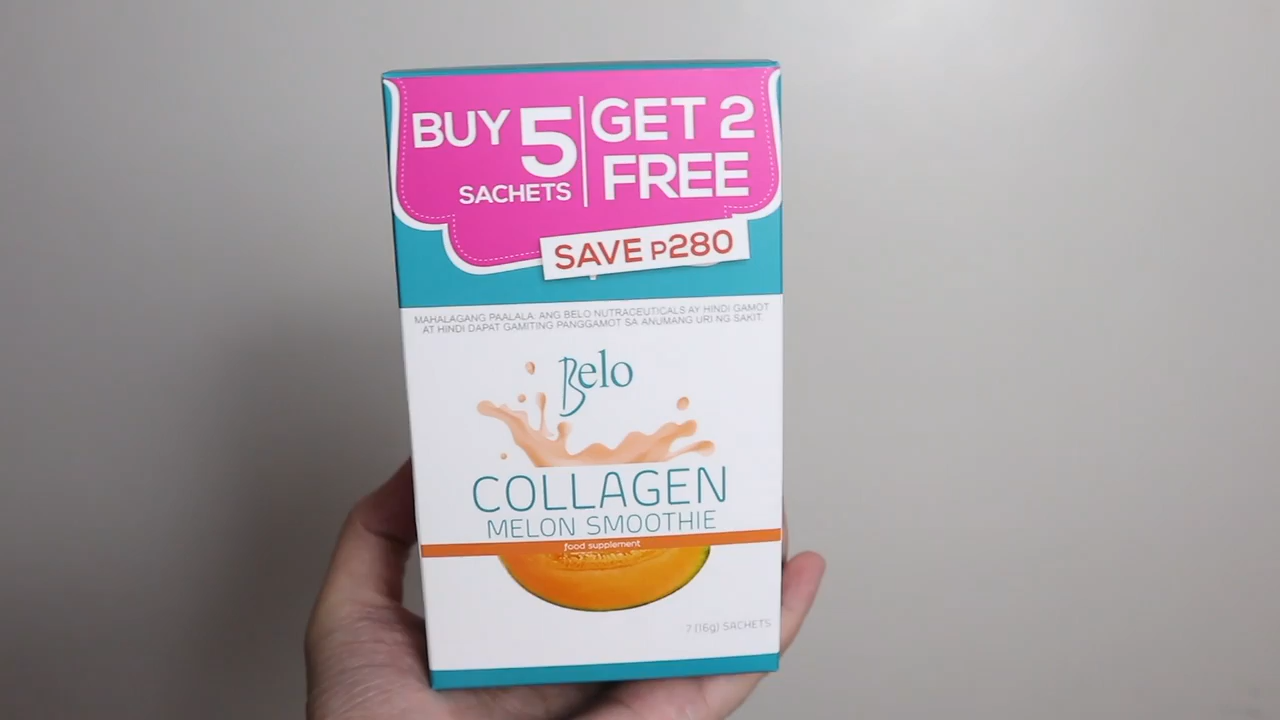 BUY 5
SACHETS
GET 2
FREE
SAVE P280
MAHALAGANG PAALALA: ANG BELO NUTRACEUTICALS AY HINDI GAMOT
AT HINDI DAPAT GAMITING PANGGAMOT SA ANUMANG URI NG SAKIT.
Belo
COLLAGEN
MELON SMOOTHIE
food supplement
7 (16g) SACHETS